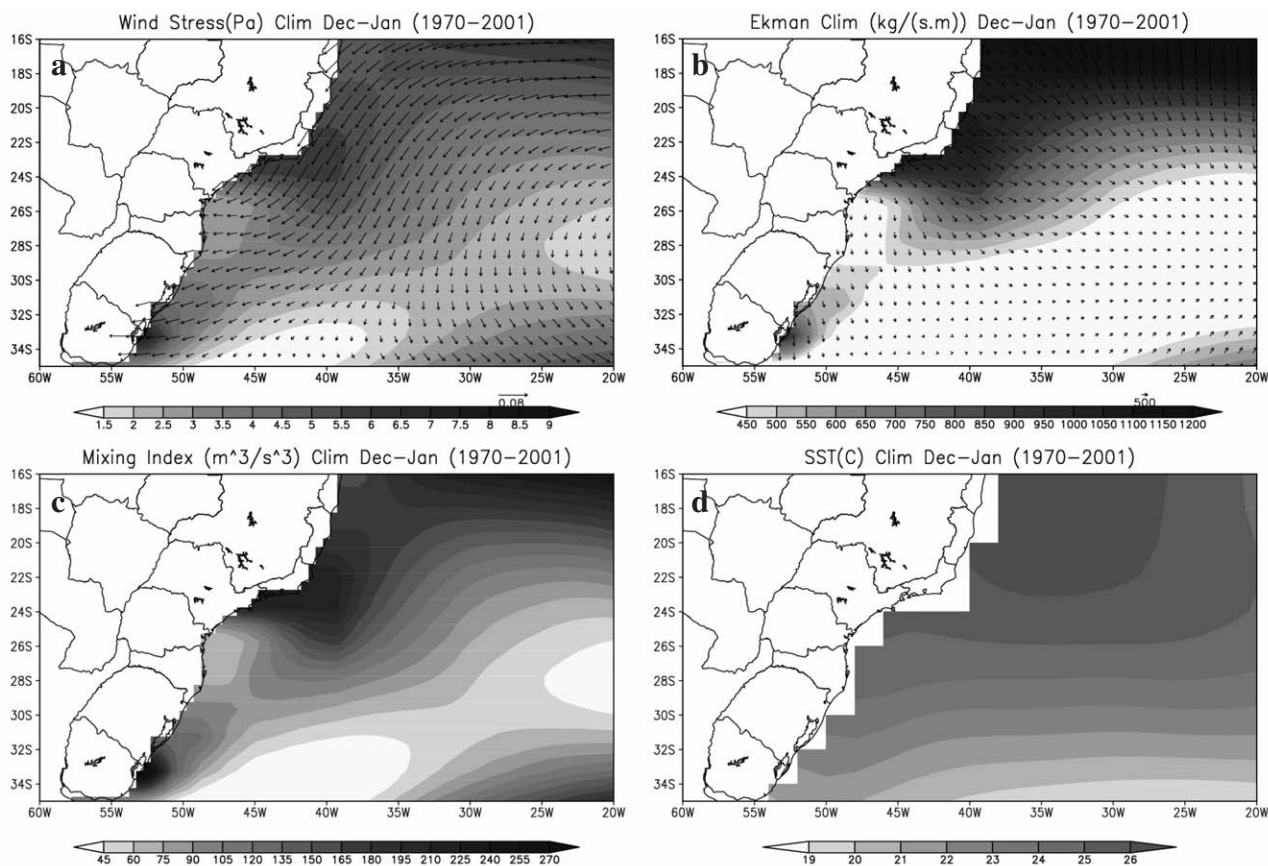 Wind Stress(Pa) Clim Dec-Jan (1970-2001)
a
16S
18S
20S
22S
24S
26S
28S
30S
32S
34S
60W 55W 50W 45W 40W 35W 30W 25W 20W
0.08
1.5 2 2.5 3 3.5 4 4.5 5 5.5 6 6.5 7 7.5 8 8.5 9
Ekman Clim (kg/(s.m)) Dec-Jan (1970-2001)
b
16S
18S
20S
22S
24S
26S
28S
30S
32S
34S
60W 55W 50W 45W 40W 35W 30W 25W 20W
500
450 500 550 600 650 700 750 800 850 900 950 1000 1050 1100 1150 1200
Mixing Index (m^3/s^3) Clim Dec-Jan (1970-2001)
c
16S
18S
20S
22S
24S
26S
28S
30S
32S
34S
60W 55W 50W 45W 40W 35W 30W 25W 20W
45 60 75 90 105 120 135 150 165 180 195 210 225 240 255 270
SST(C) Clim Dec-Jan (1970-2001)
d
16S
18S
20S
22S
24S
26S
28S
30S
32S
34S
60W 55W 50W 45W 40W 35W 30W 25W 20W
19 20 21 22 23 24 25 26